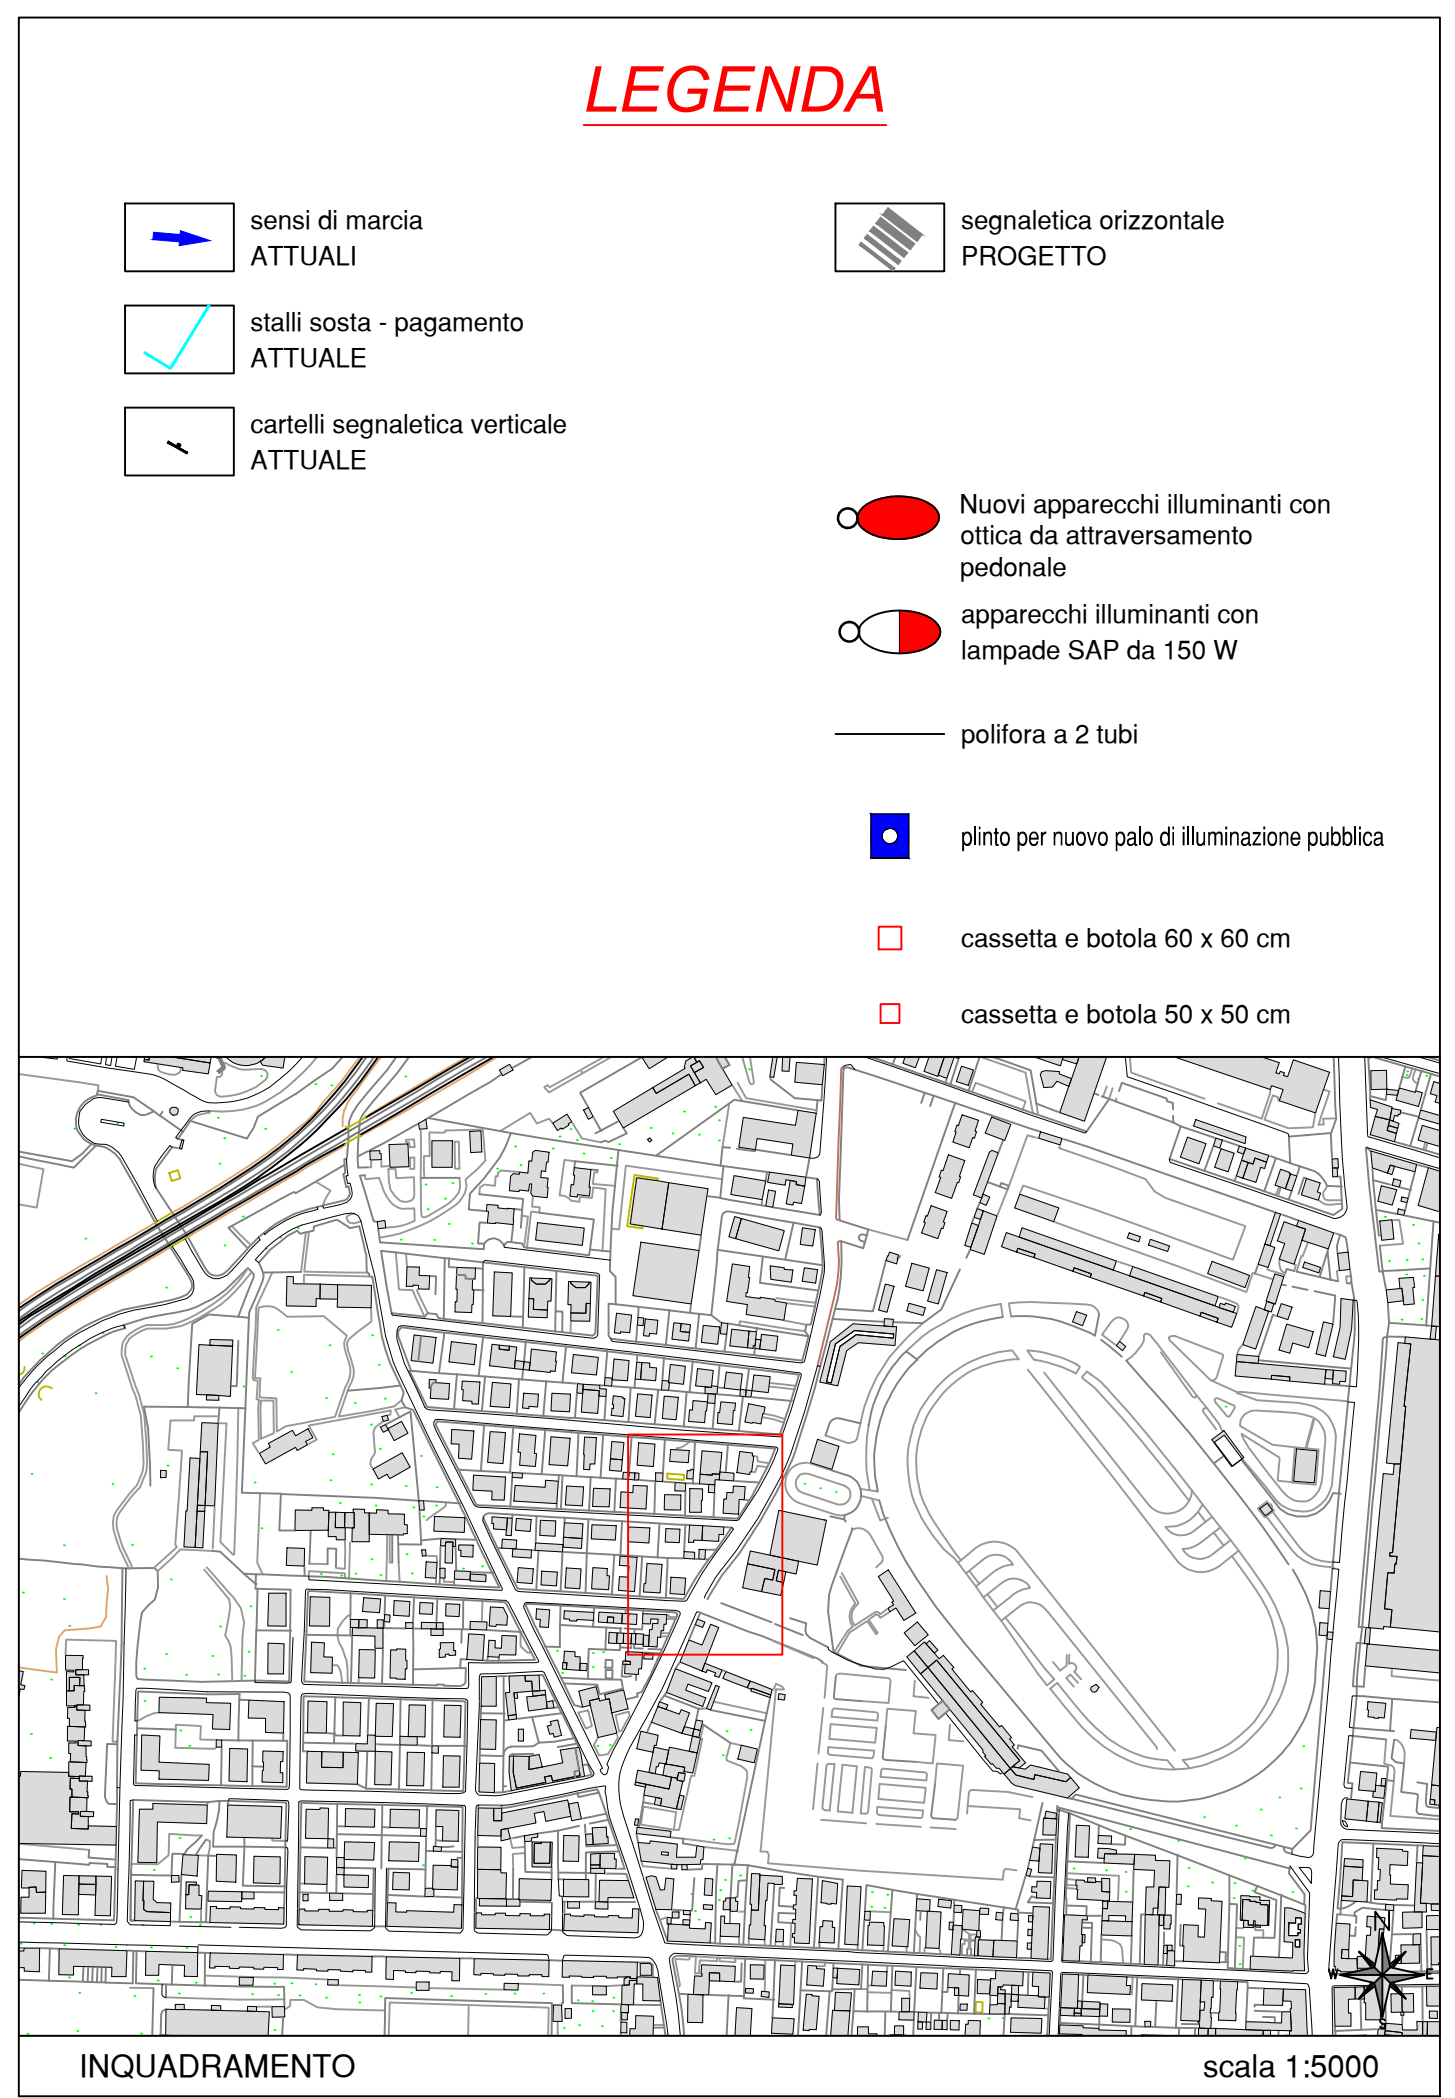 LEGENDA
sensi di marcia
ATTUALI
stalli sosta - pagamento
ATTUALE
cartelli segnaletica verticale
ATTUALE
segnaletica orizzontale
PROGETTO
Nuovi apparecchi illuminanti con
ottica da attraversamento
pedonale
apparecchi illuminanti con
lampade SAP da 150 W
polifora a 2 tubi
plinto per nuovo palo di illuminazione pubblica
cassetta e botola 60 x 60 cm
cassetta e botola 50 x 50 cm
N
W
E
S
INQUADRAMENTO
scala 1:5000